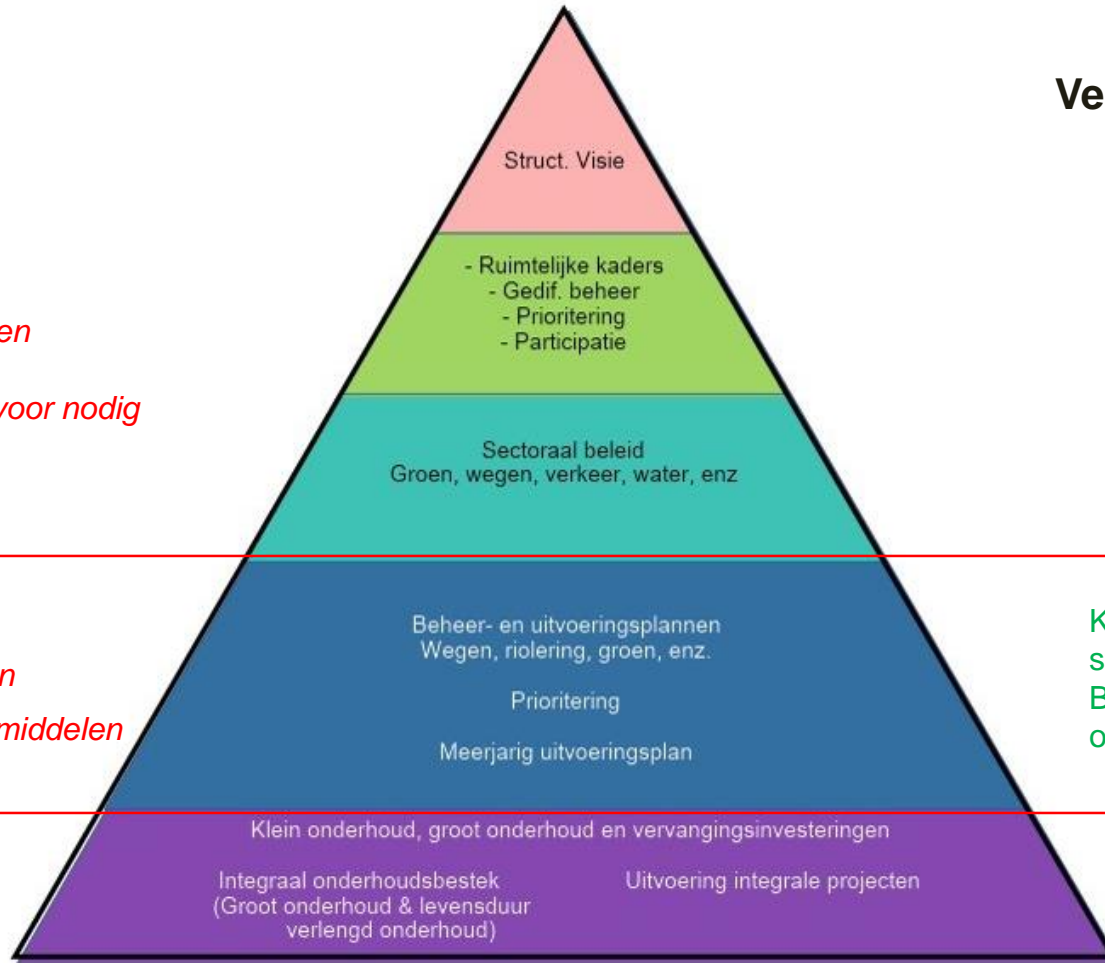 Ve
Struct. Visie
- Ruimtelijke kaders
- Gedif. beheer
- Prioritering
- Participatie
en
voor nodig
Sectoraal beleid
Groen, wegen, verkeer, water, enz
Beheer- en uitvoeringsplannen
Wegen, riolering, groen, enz.
Prioritering
Meerjarig uitvoeringsplan
n
middelen
K
s
B
o
Klein onderhoud, groot onderhoud en vervangingsinvesteringen
Integraal onderhoudsbestek
(Groot onderhoud & levensduur
verlengd onderhoud)
Uitvoering integrale projecten